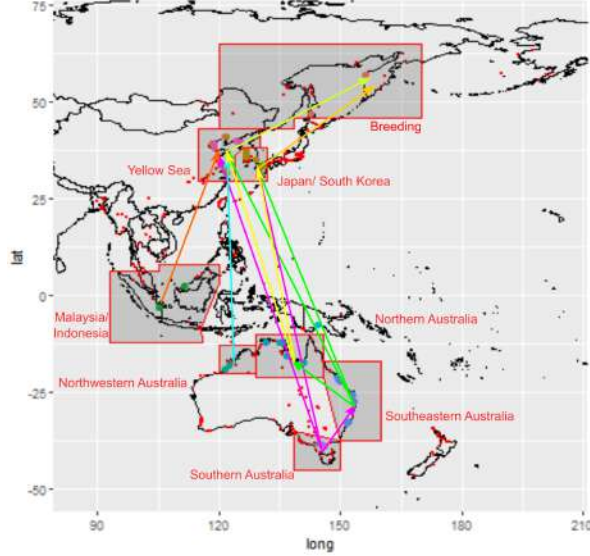 75
50
25
0
-25
-50
lat
Breeding
Yellow Sea
Japan/ South Korea
Malaysia/
Indonesia
Northern Australia
Northwestern Australia
Southeastern Australia
Southern Australia
90
120
150
180
210
long